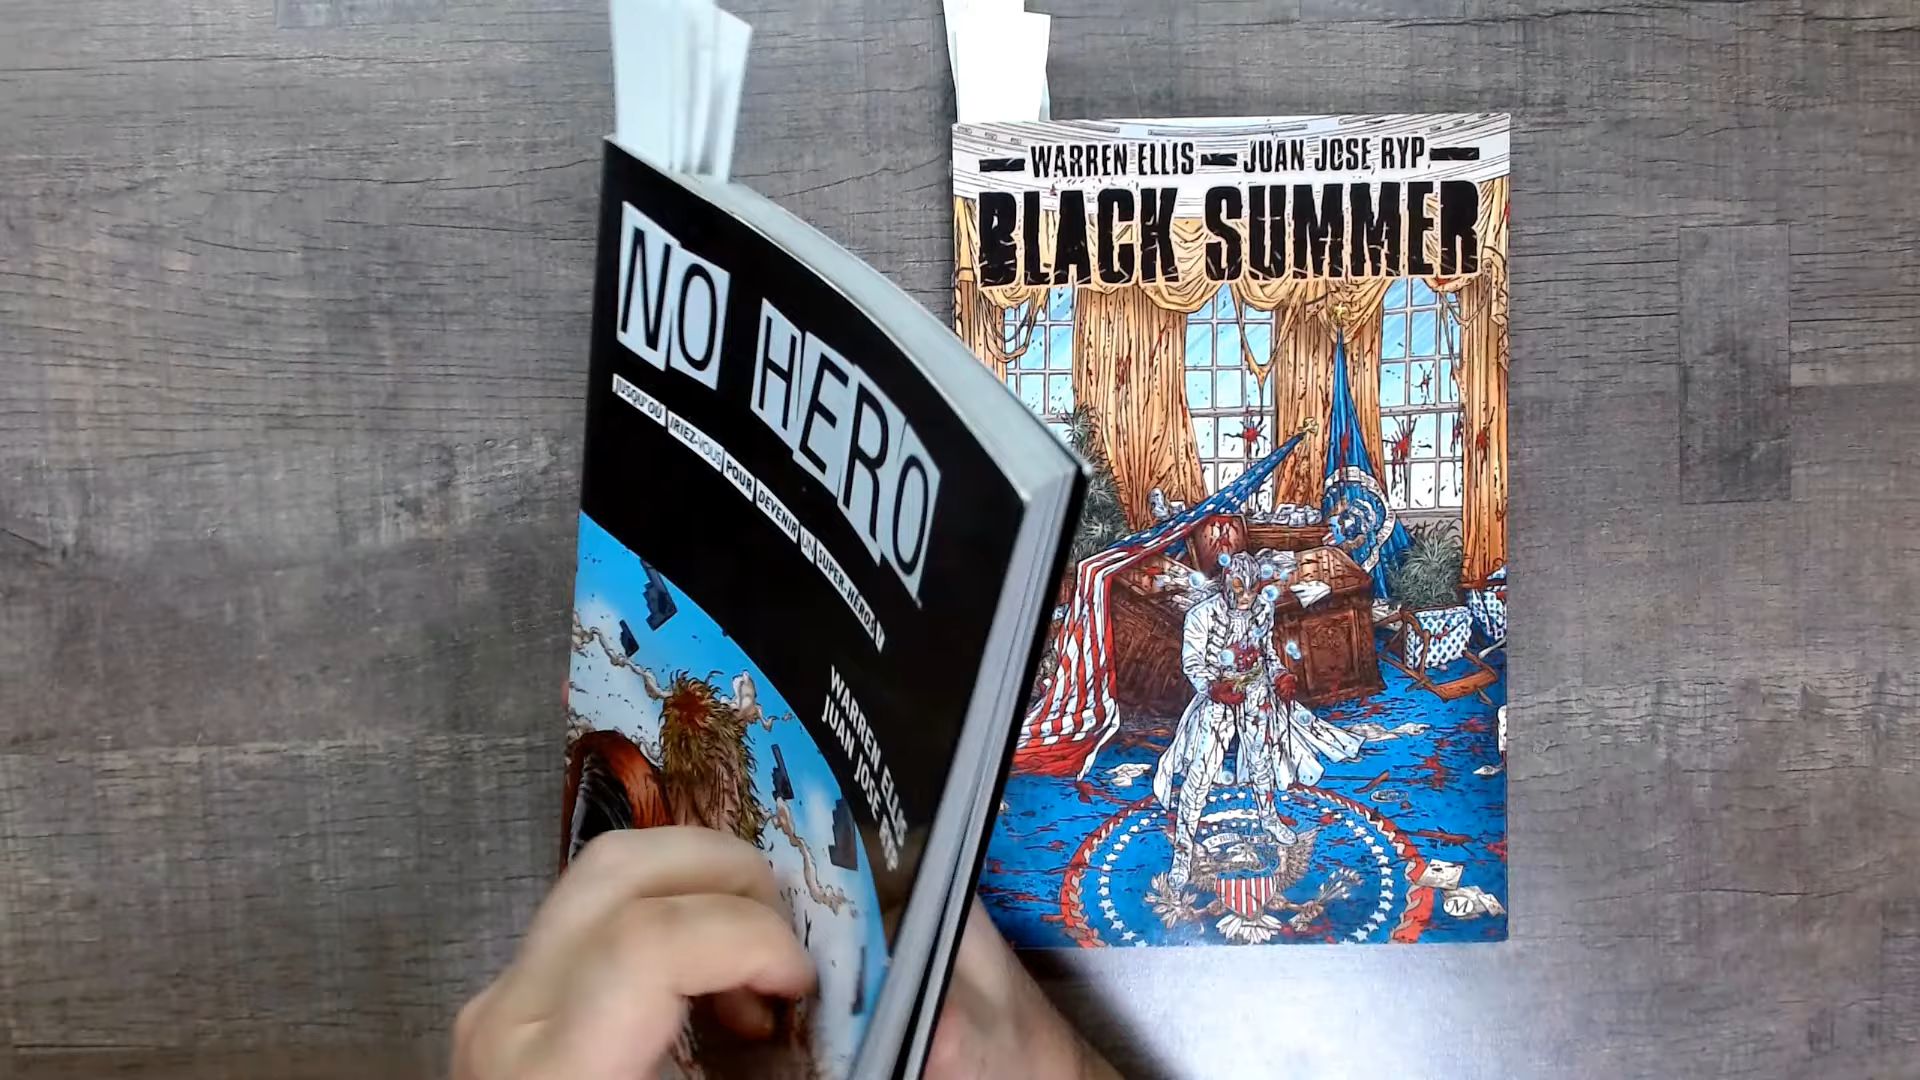 NO HERO
JUSQU'OÙ IRIEZ-VOUS POUR DEVENIR UN SUPER-HÉROS ?
WARREN ELLIS
JUAN JOSE RYP
WARREN ELLIS JUAN JOSE RYP
BLACK SUMMER
M